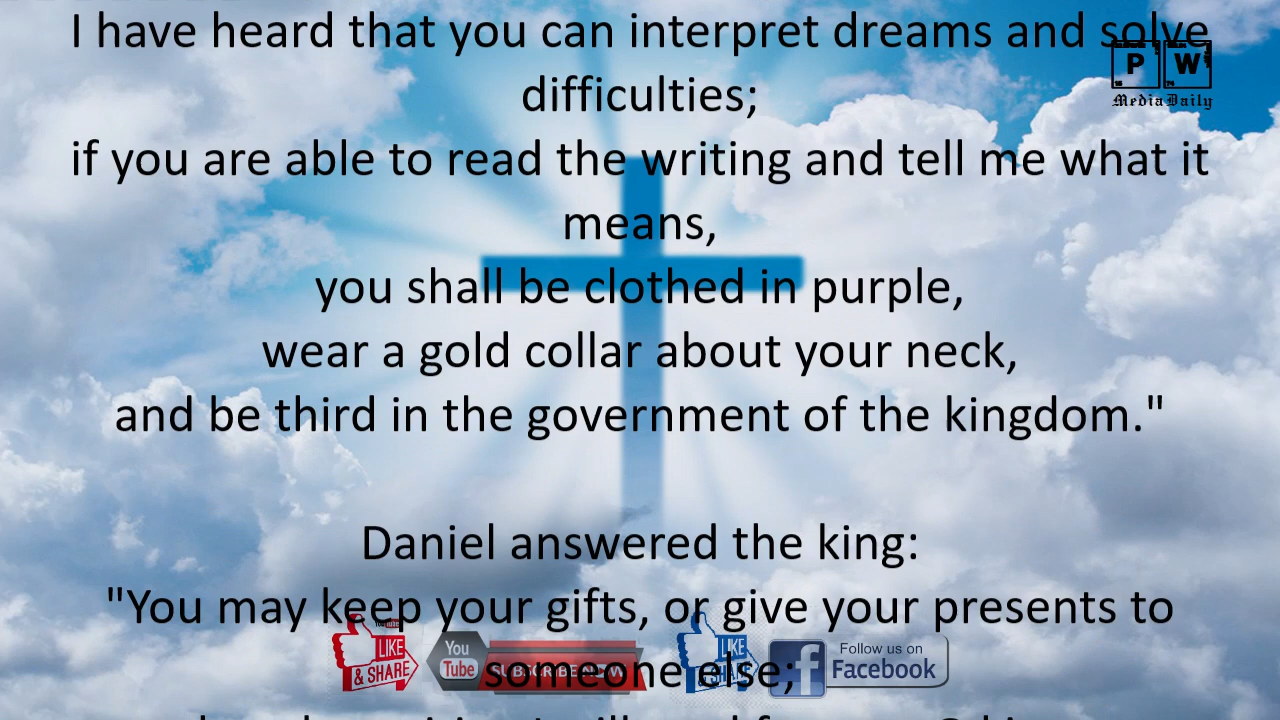 I have heard that you can interpret dreams and solve
difficulties;
if you are able to read the writing and tell me what it
means,
you shall be clothed in purple,
wear a gold collar about your neck,
and be third in the government of the kingdom."
Daniel answered the king:
"You may keep your gifts, or give your presents to
someone else;
P W
MediaDaily
LIKE
& SHARE
You
Tube
SUBSCRIBE NOW
LIKE
& SHARE
Follow us on
Facebook